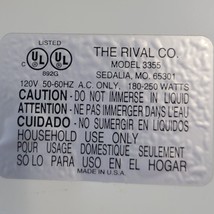 LISTED
C UL UL
892G
THE RIVAL CO.
MODEL 3355
SEDALIA, MO. 65301
120V 50-60HZ A.C. ONLY, 180-250 WATTS
CAUTION - DO NOT IMMERSE IN LIQUID
ATTENTION - NE PAS IMMERGER DANS L'EAU
CUIDADO - NO SUMERGIR EN LIQUIDOS
HOUSEHOLD USE ONLY
POUR USAGE DOMESTIQUE SEULEMENT
SOLO PARA USO EN EL HOGAR
MADE IN U.S.A.